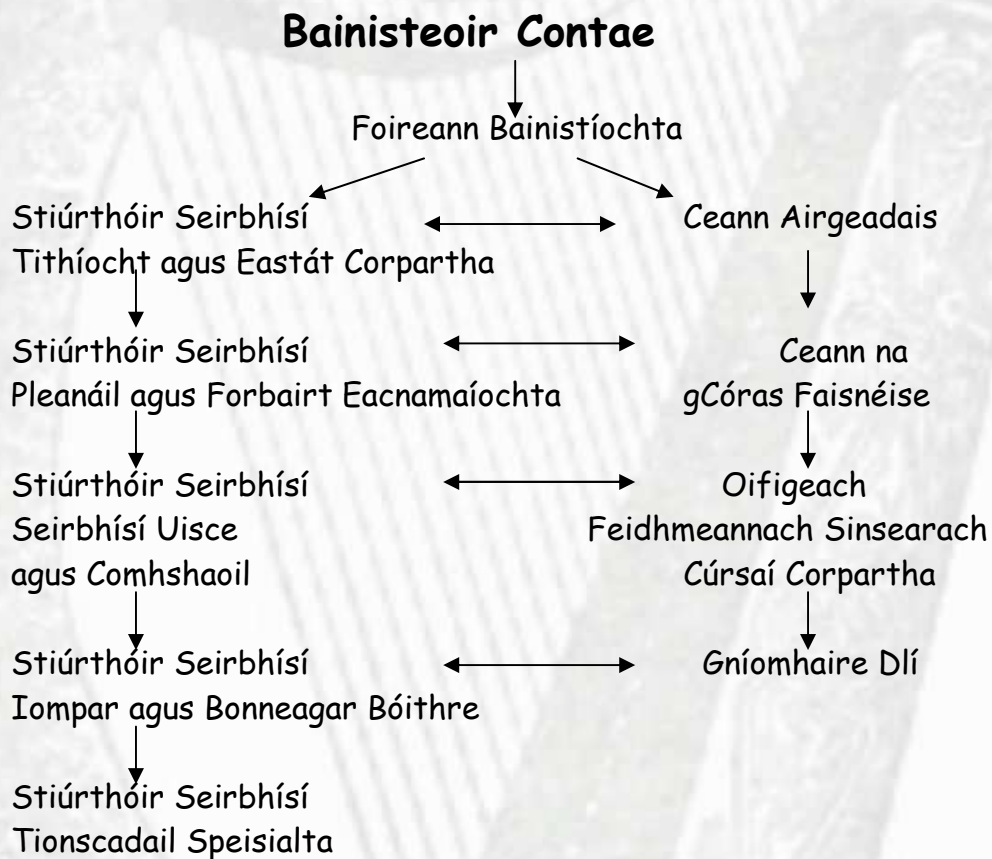 Bainisteoir Contae
Foireann Bainistíochta
Stiúrthóir Seirbhísí
Tithíocht agus Eastát Corpartha
Ceann Airgeadais
Stiúrthóir Seirbhísí
Pleanáil agus Forbairt Eacnamaíochta
Ceann na
gCóras Faisnéise
Stiúrthóir Seirbhísí
Seirbhísí Uisce
agus Comhshaoil
Oifigeach
Feidhmeannach Sinsearach
Cúrsaí Corpartha
Stiúrthóir Seirbhísí
Iompar agus Bonneagar Bóithre
Gníomhaire Dlí
Stiúrthóir Seirbhísí
Tionscadail Speisialta